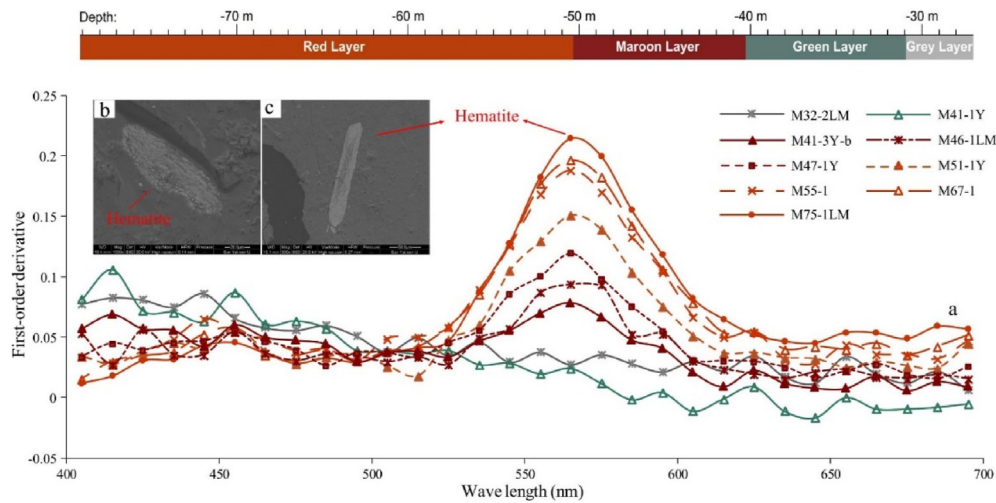 Depth: -70 m -60 m -50 m -40 m -30 m
Red Layer Maroon Layer Green Layer Grey Layer
0.25
0.2
0.15
0.1
0.05
0
-0.05
First-order derivative
b
Hematite
c
Hematite
M32-2LM M41-1Y
M41-3Y-b M46-1LM
M47-1Y M51-1Y
M55-1 M67-1
M75-1LM
a
400 450 500 550 600 650 700
Wave length (nm)